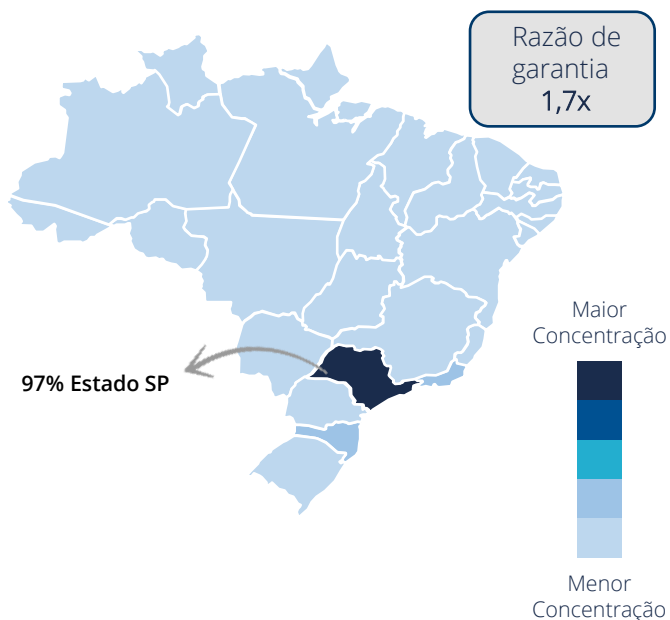 Razão de
garantia
1,7x
Maior
Concentração
97% Estado SP
Menor
Concentração